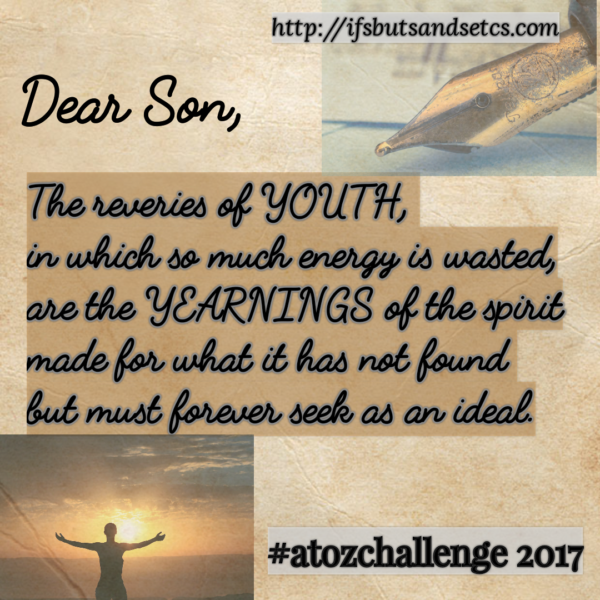 http://ifsbutsandsetcs.com
Dear Son,
The reveries of YOUTH,
in which so much energy is wasted,
are the YEARNINGS of the spirit
made for what it has not found
but must forever seek as an ideal.
#atozchallenge 2017